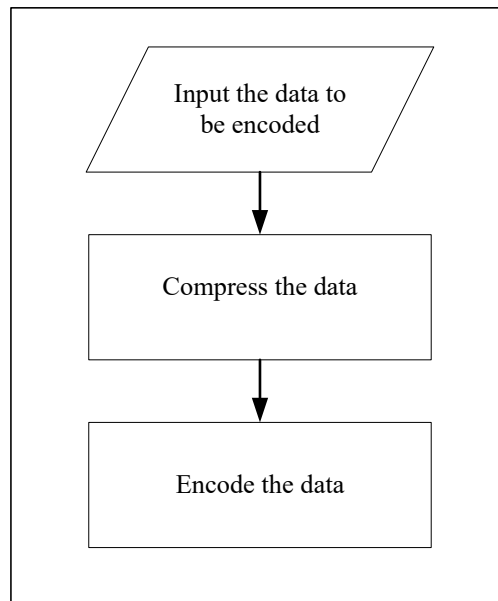 Input the data to
be encoded
Compress the data
Encode the data